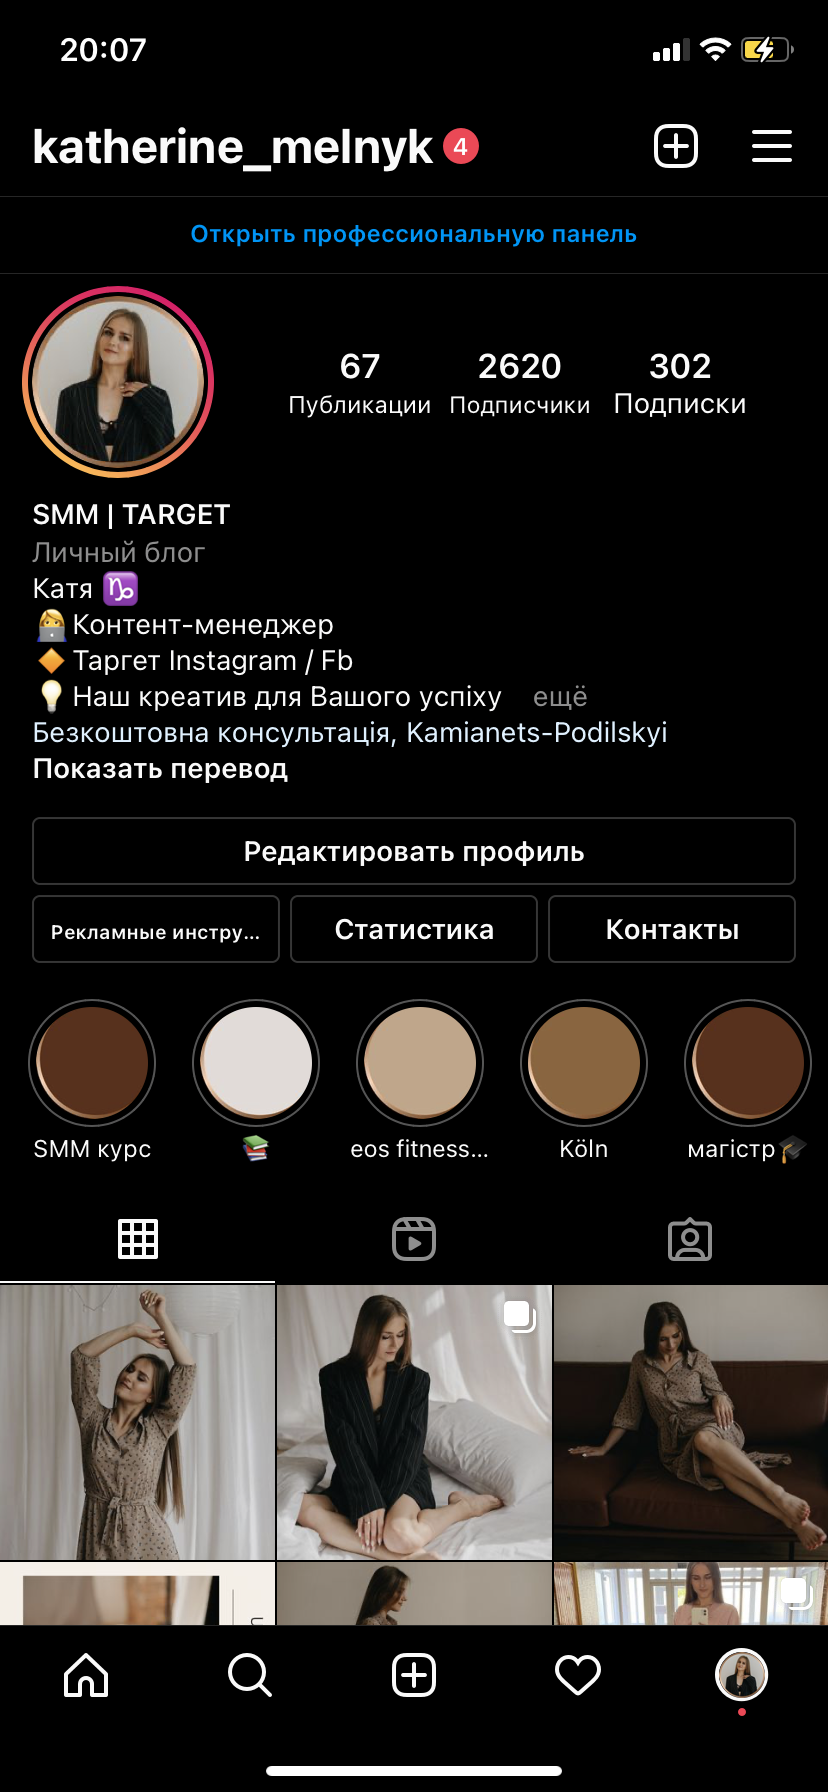 20:07
katherine_melnyk 4
Открыть профессиональную панель
67 2620 302
Публикации Подписчики Подписки
SMM | TARGET
Личный блог
Катя ♑
👩‍💻Контент-менеджер
🔶Таргет Instagram / Fb
💡Наш креатив для Вашого успіху ещё
Безкоштовна консультація, Kamianets-Podilskyi
Показать перевод
Редактировать профиль
Рекламные инстру... Статистика Контакты
SMM курс 📚 eos fitness... Köln магістр🎓